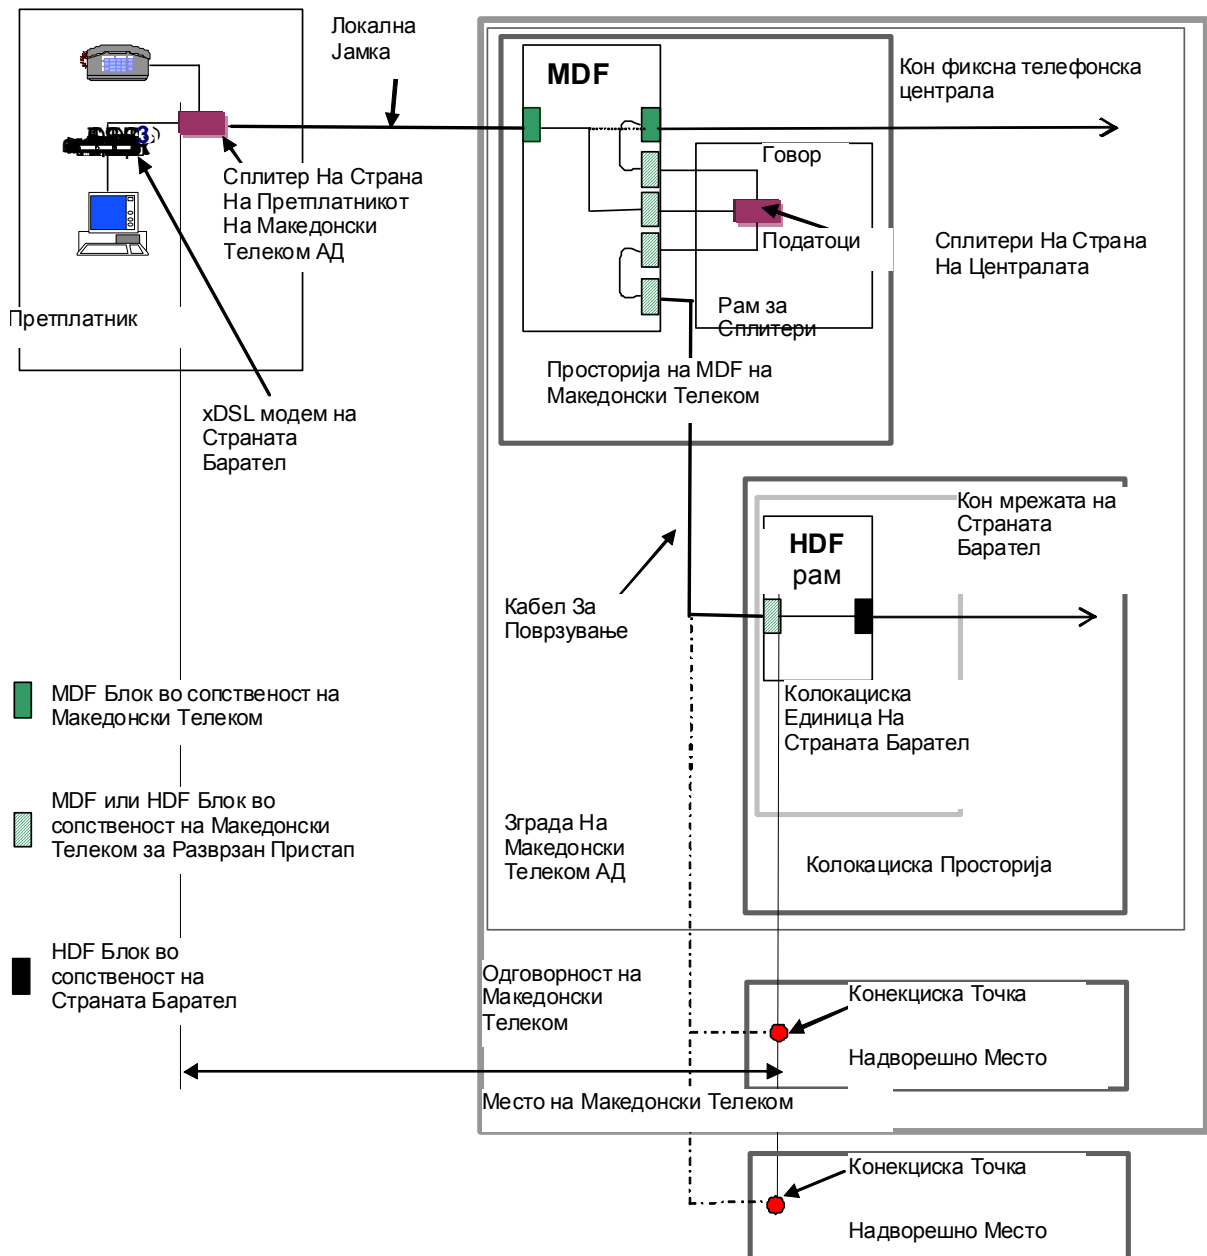 Локална
Јамка
MDF
Кон фиксна телефонска
централа
Говор
Сплитер На Страна
На Претплатникот
На Македонски
Телеком АД
Податоци
Сплитери На Страна
На Централата
Претплатник
Рам за
Сплитери
Просторија на MDF на
Македонски Телеком
xDSL модем на
Страната
Барател
Кон мрежата на
Страната
Барател
HDF
рам
Кабел За
Поврзување
MDF Блок во сопственост на
Македонски Телеком
Колокациска
Единица На
Страната Барател
MDF или HDF Блок во
сопственост на Македонски
Телеком за Разврзан Пристап
Зграда На
Македонски
Телеком АД
Колокациска Просторија
HDF Блок во
сопственост на
Страната Барател
Одговорност на
Македонски
Телеком
Конекциска Точка
Надворешно Место
Место на Македонски Телеком
Конекциска Точка
Надворешно Место